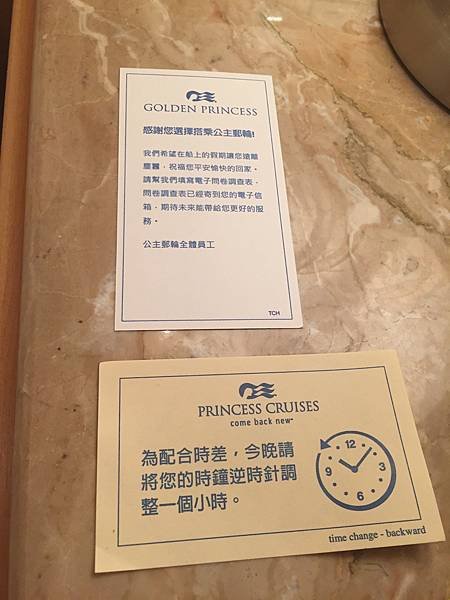 GOLDEN PRINCESS
感謝您選擇搭乘公主郵輪!
我們希望在船上的假期讓您遠離
塵囂，祝福您平安愉快的回家。
請幫我們填寫電子問卷調查表，
問卷調查表已經寄到您的電子信
箱，期待未來能帶給您更好的服
務。
公主郵輪全體員工
TCH
PRINCESS CRUISES
come back new
為配合時差，今晚請
將您的時鐘逆時針調
整一個小時。
12
9
3
6
time change - backward